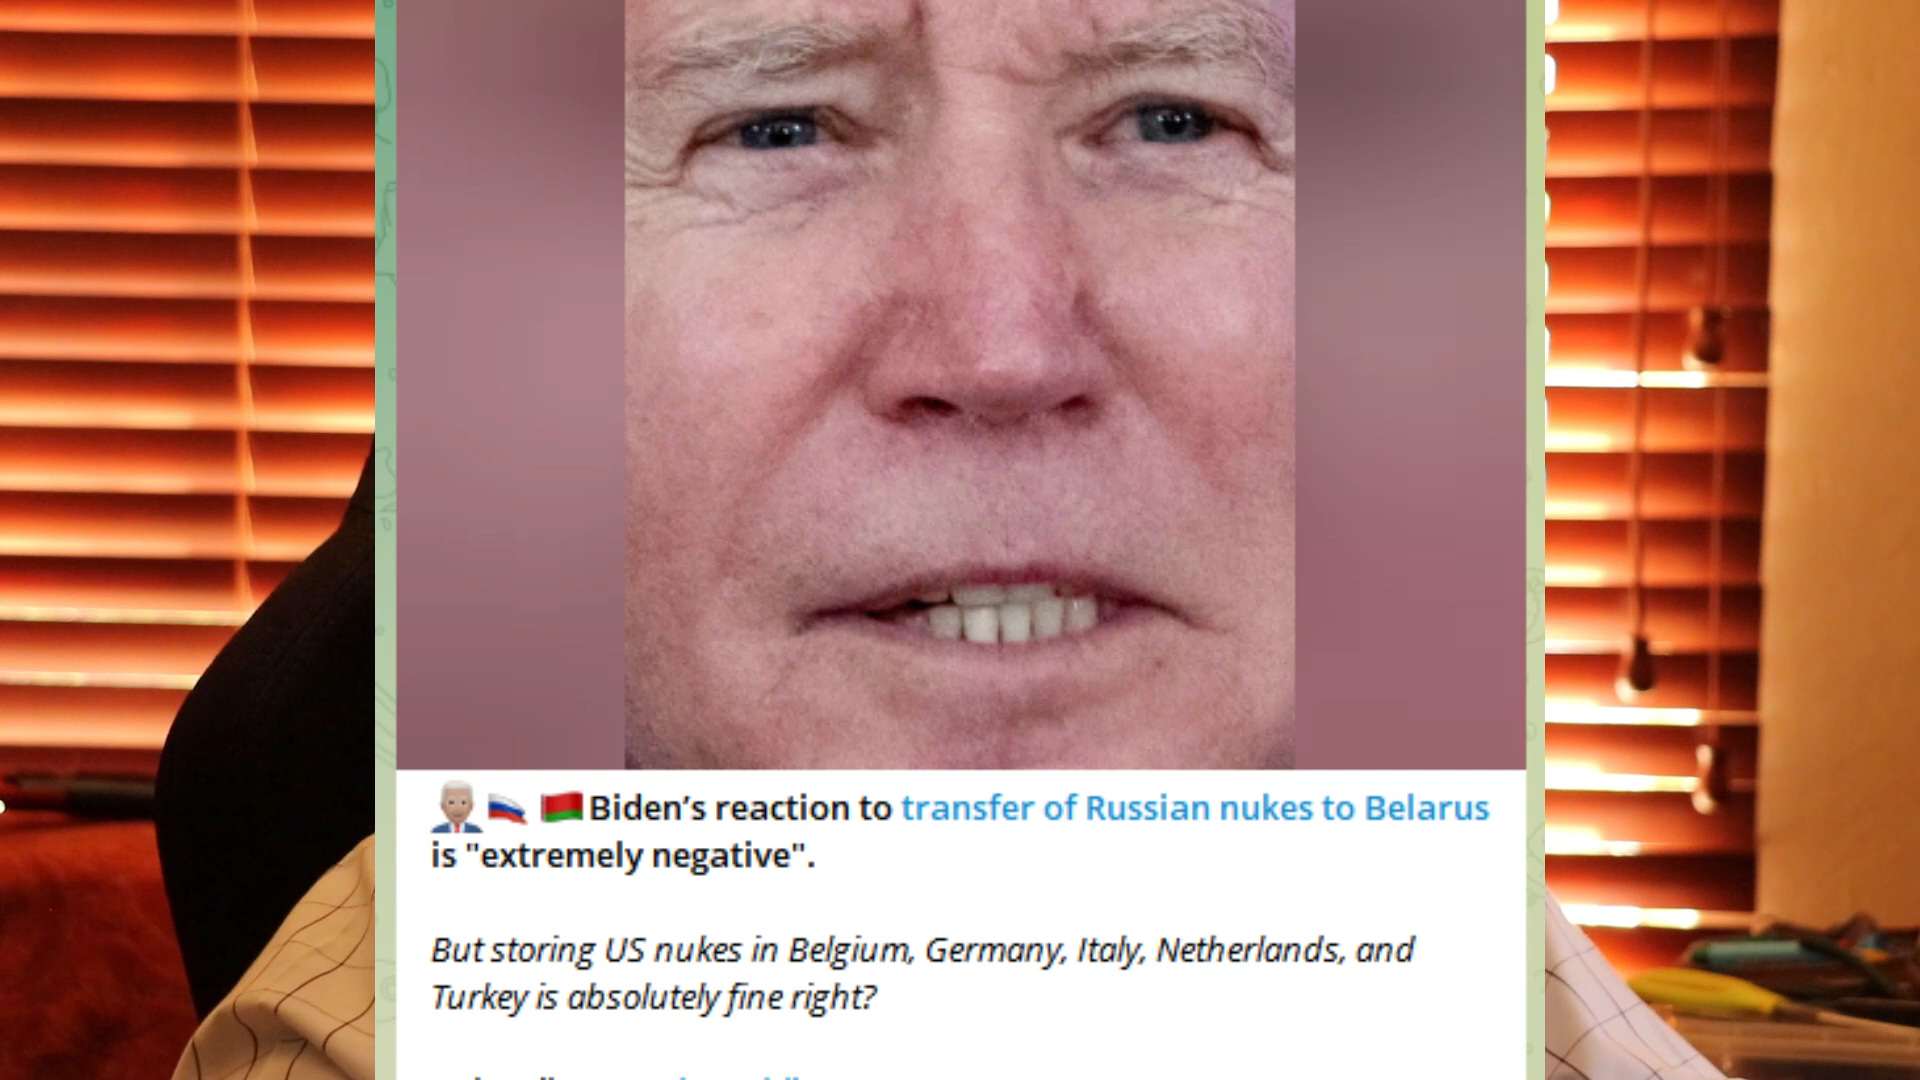 Biden’s reaction to transfer of Russian nukes to Belarus
is "extremely negative".
But storing US nukes in Belgium, Germany, Italy, Netherlands, and
Turkey is absolutely fine right?